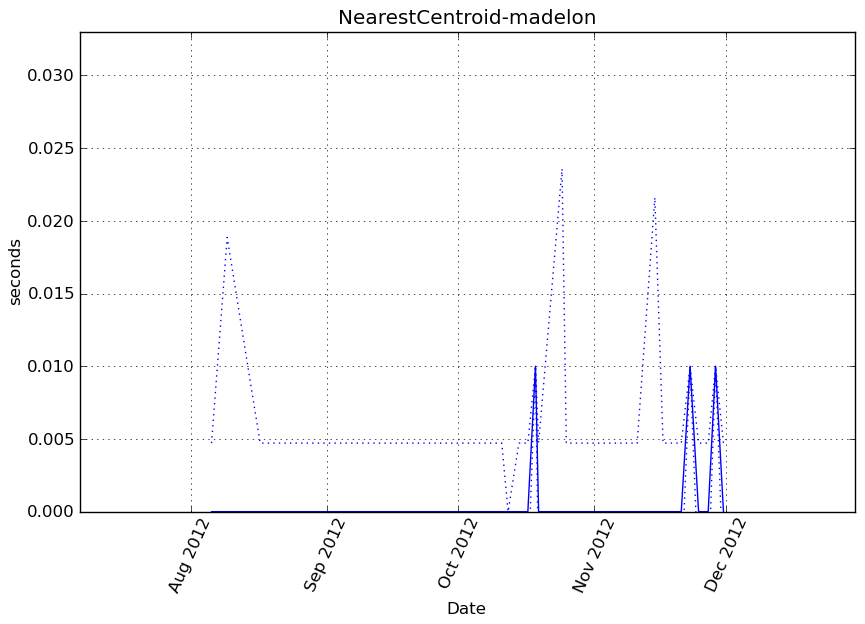 NearestCentroid-madelon
0.030
0.025
0.020
0.015
0.010
0.005
0.000
seconds
Aug 2012
Sep 2012
Oct 2012
Nov 2012
Dec 2012
Date